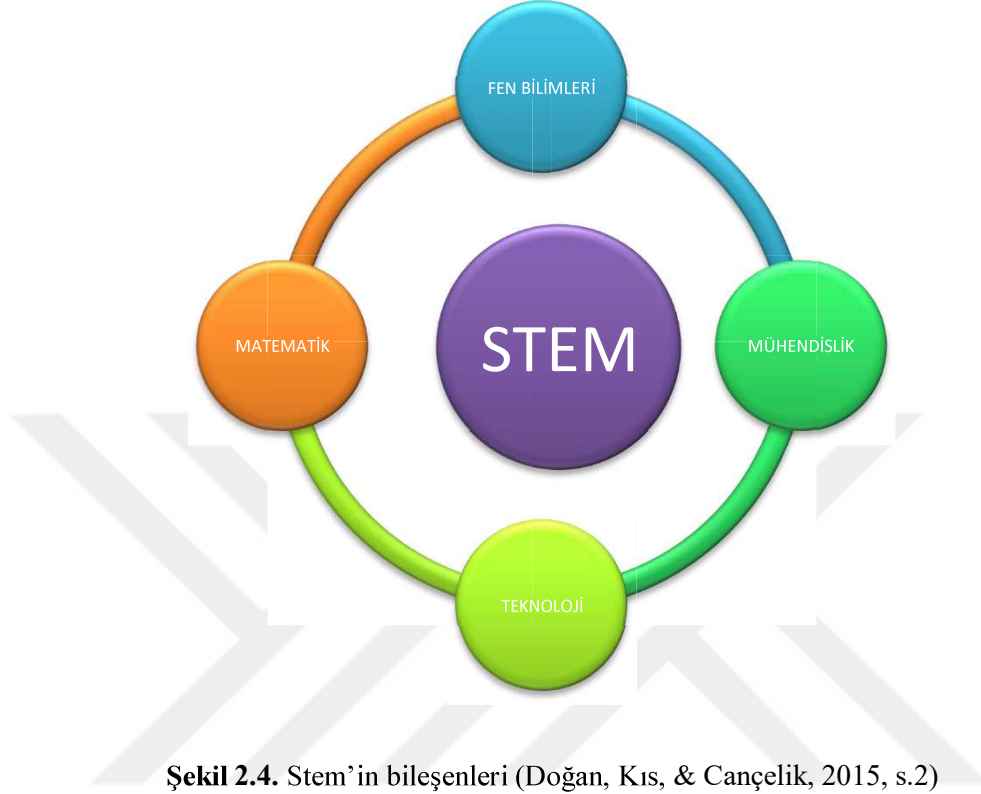 FEN BİLİMLERİ
MATEMATİK
STEM
MÜHENDİSLİK
TEKNOLOJİ
Şekil 2.4. Stem’in bileşenleri (Doğan, Kıs, & Cançelik, 2015, s.2)